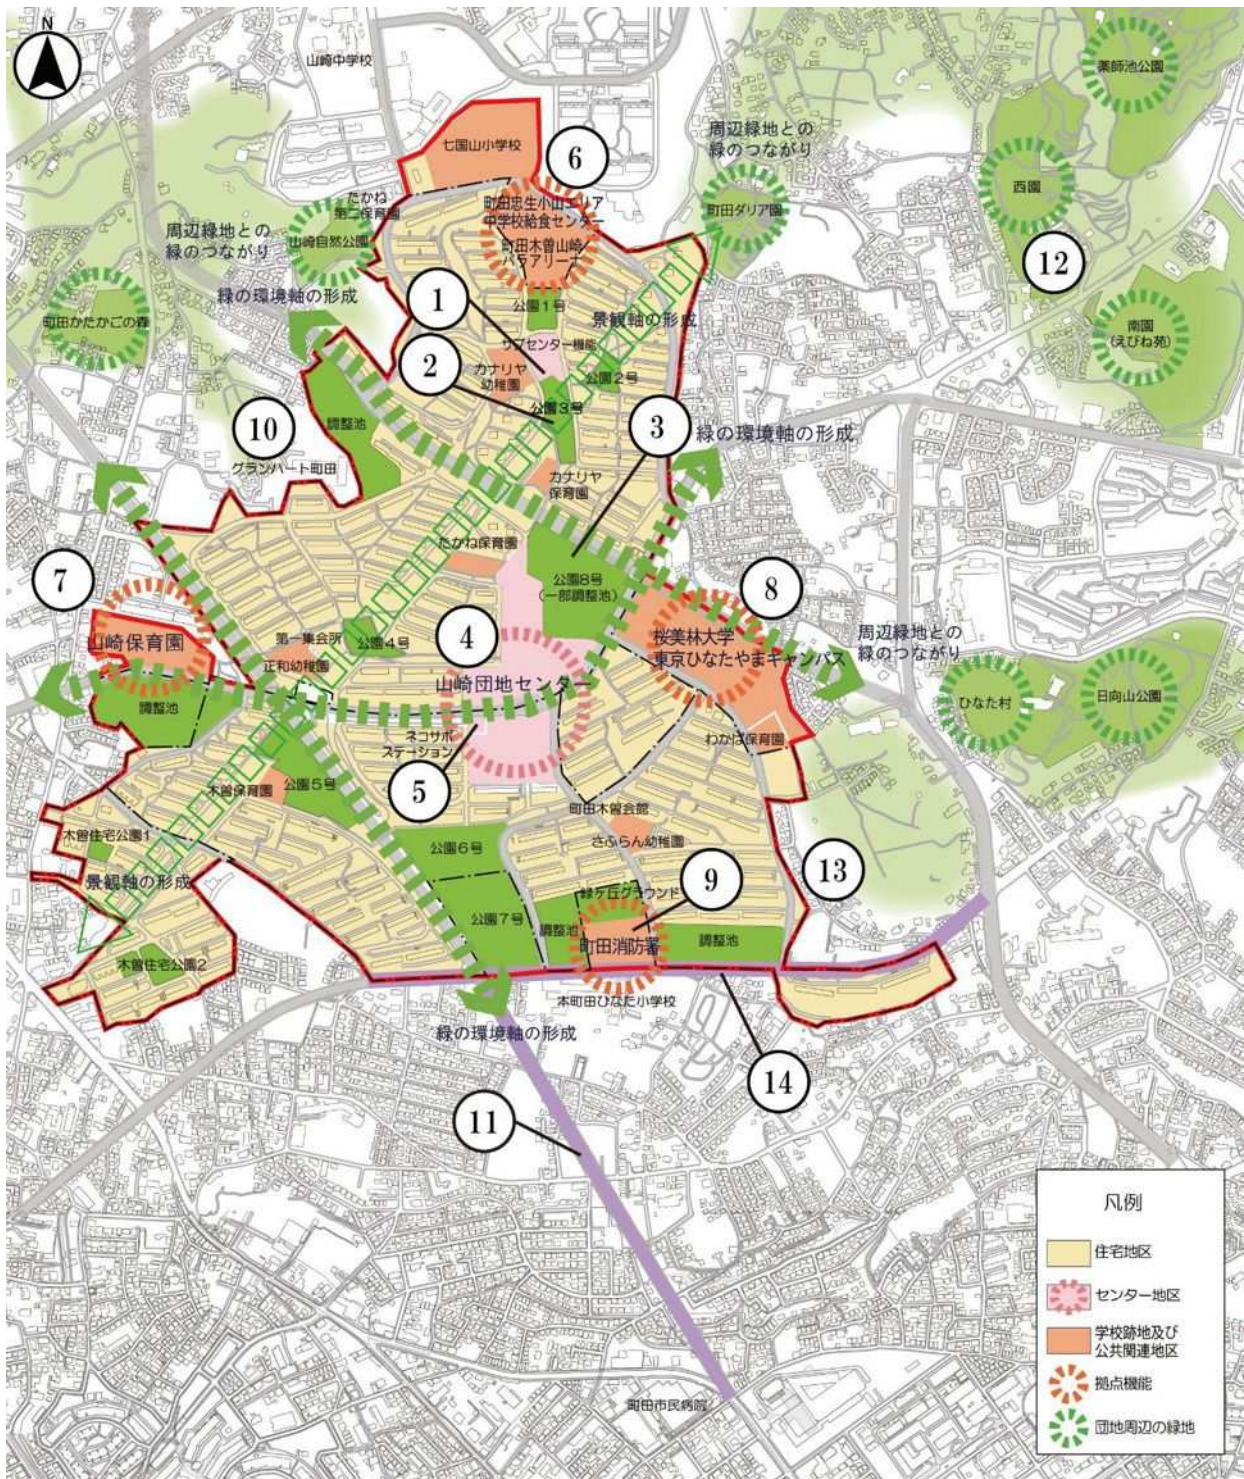 N
山崎中学校
薬師池公園
七国山小学校
6
周辺緑地との
緑のつながり
たかね
第二保育園
町田忠生小山エリア
中学校給食センター
西園
町田ダリア園
周辺緑地との
緑のつながり
山崎自然公園
町田木曽山崎
パラアリーナ
12
緑の環境軸の形成
1
公園1号
町田かたかごの森
景観軸の形成
南園
(えびね苑)
サブセンター機能
2
カナリヤ
幼稚園
公園2号
公園3号
3
10
調整池
緑の環境軸の形成
グランハート町田
カナリヤ
保育園
たかね保育園
7
公園8号
(一部調整池)
8
4
山崎保育園
第一集会所
公園4号
桜美林大学
東京ひなたやまキャンパス
周辺緑地との
緑のつながり
正和幼稚園
山崎団地センター
調整池
ひなた村
日向山公園
ネコサポ
ステーション
わかば保育園
5
木曽保育園
公園5号
町田木曽会館
木曽住宅公園1
さふらん幼稚園
公園6号
景観軸の形成
9
13
緑ケ丘グラウンド
公園7号
調整池
町田消防署
調整池
木曽住宅公園2
本町田ひなた小学校
緑の環境軸の形成
14
11
凡例
住宅地区
センター地区
学校跡地及び
公共関連地区
拠点機能
町田市民病院
団地周辺の緑地